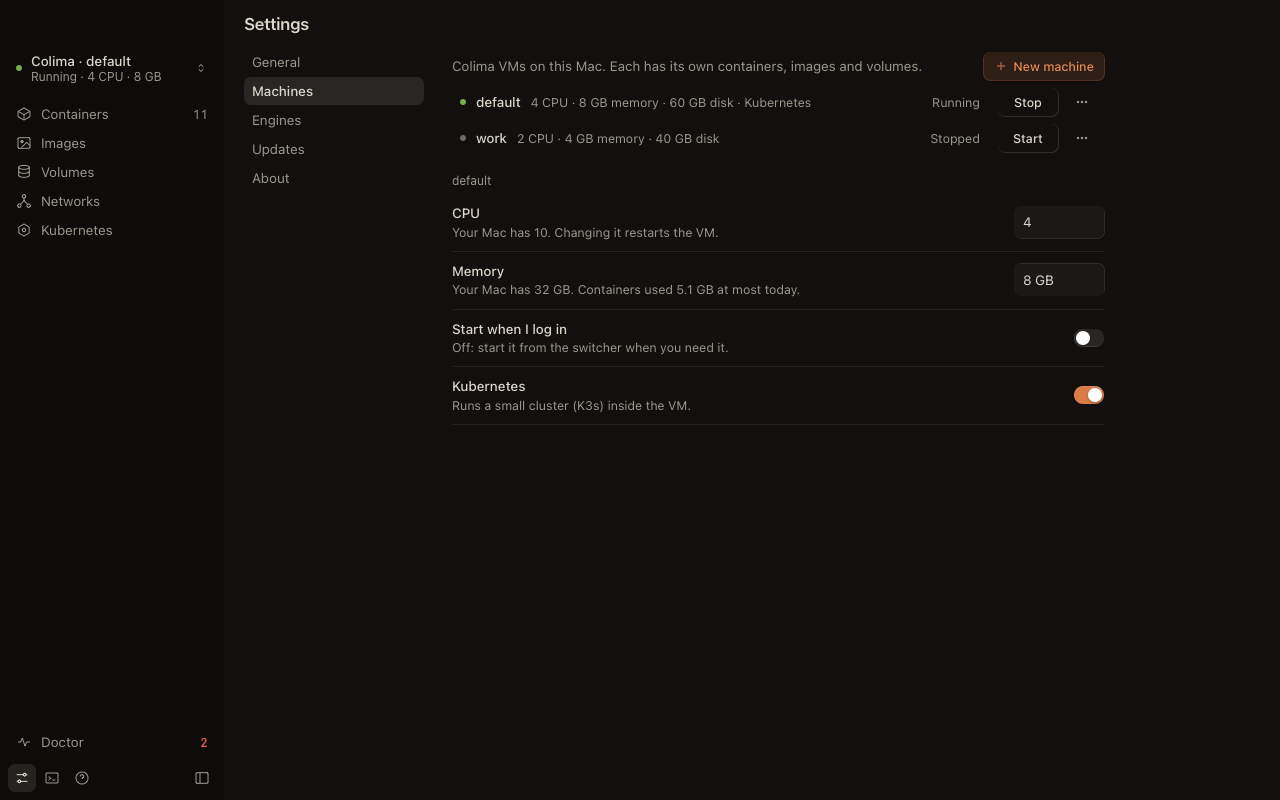 Settings
Colima · default
Running · 4 CPU · 8 GB
Containers 11
Images
Volumes
Networks
Kubernetes
Doctor 2
General
Machines
Engines
Updates
About
Colima VMs on this Mac. Each has its own containers, images and volumes.
+ New machine
default 4 CPU · 8 GB memory · 60 GB disk · Kubernetes Running Stop ···
work 2 CPU · 4 GB memory · 40 GB disk Stopped Start ···
default
CPU
Your Mac has 10. Changing it restarts the VM.
4
Memory
Your Mac has 32 GB. Containers used 5.1 GB at most today.
8 GB
Start when I log in
Off: start it from the switcher when you need it.
Kubernetes
Runs a small cluster (K3s) inside the VM.